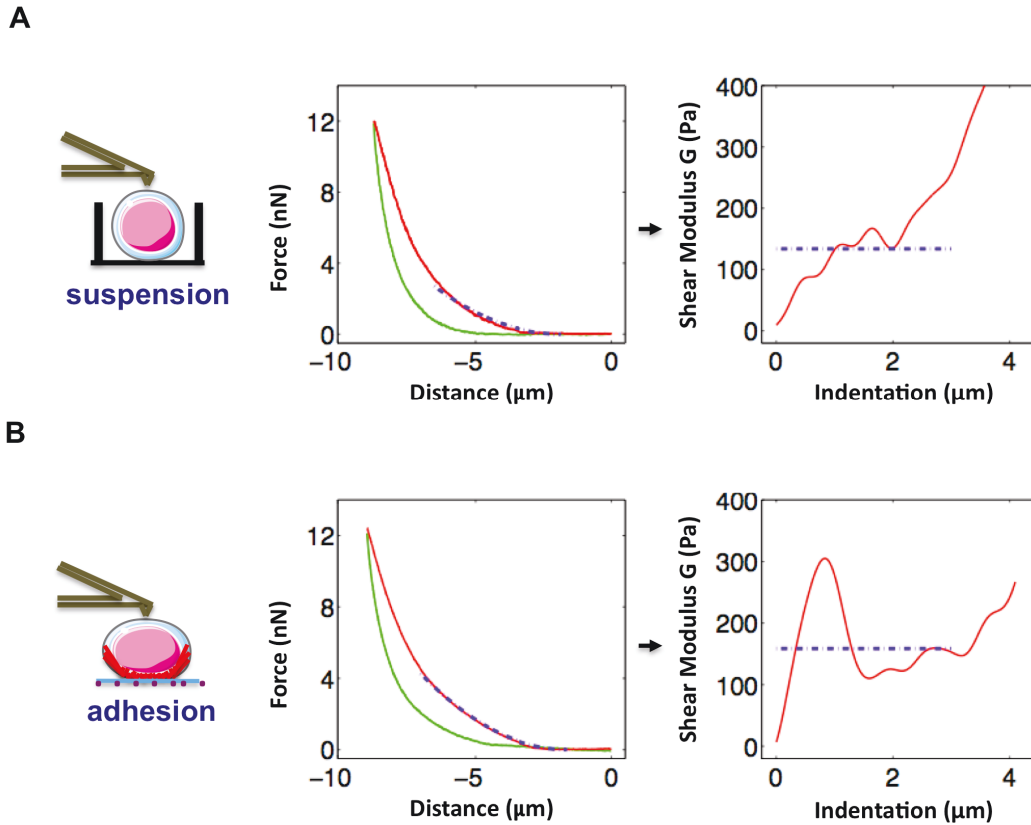 A
suspension
Force (nN)
12
8
4
0
−10
−5
0
Distance (μm)
Shear Modulus G (Pa)
400
300
200
100
0
0
2
4
Indentation (μm)
B
adhesion
Force (nN)
12
8
4
0
−10
−5
0
Distance (μm)
Shear Modulus G (Pa)
400
300
200
100
0
0
2
4
Indentation (μm)